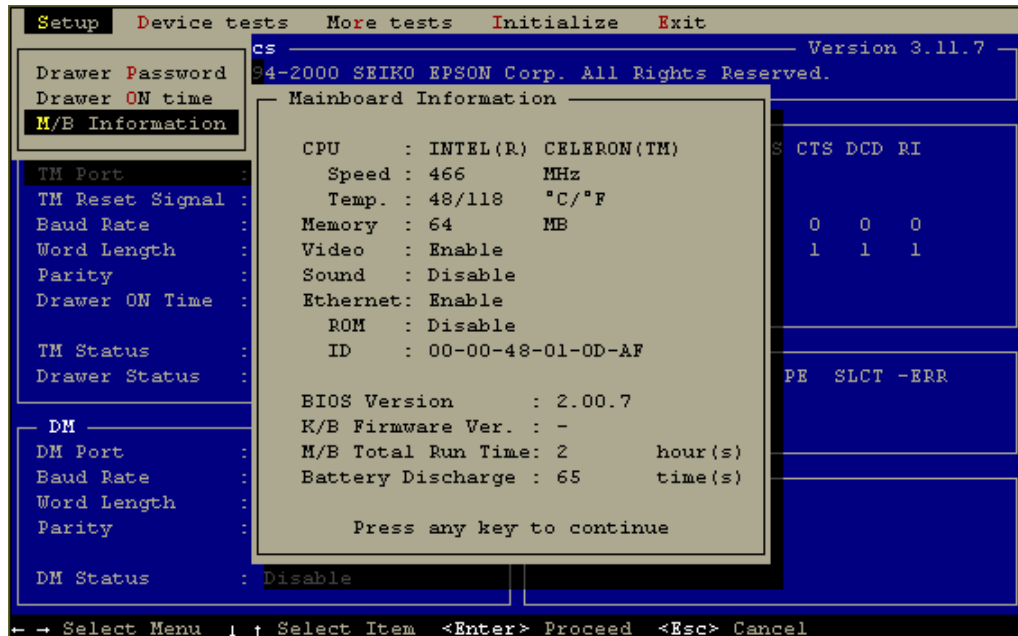 Setup Device tests More tests Initialize Exit
cs Version 3.11.7
Drawer Password 94-2000 SEIKO EPSON Corp. All Rights Reserved.
Drawer ON time Mainboard Information
M/B Information
CPU : INTEL(R) CELERON(TM) S CTS DCD RI
TM Port : Speed : 466 MHz
TM Reset Signal : Temp. : 48/118 °C/°F
Baud Rate : Memory : 64 MB 0 0 0
Word Length : Video : Enable 1 1 1
Parity : Sound : Disable
Drawer ON Time : Ethernet: Enable
ROM : Disable
TM Status : ID : 00-00-48-01-0D-AF
Drawer Status : PE SLCT -ERR
BIOS Version : 2.00.7
DM K/B Firmware Ver. : -
DM Port : M/B Total Run Time: 2 hour(s)
Baud Rate : Battery Discharge : 65 time(s)
Word Length :
Parity : Press any key to continue
DM Status : Disable
← → Select Menu ↓ ↑ Select Item <Enter> Proceed <Esc> Cancel